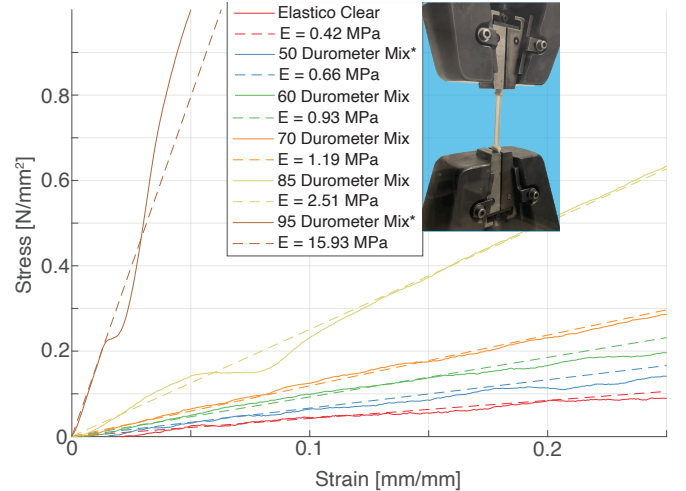 Elastico Clear
E = 0.42 MPa
50 Durometer Mix*
E = 0.66 MPa
60 Durometer Mix
E = 0.93 MPa
70 Durometer Mix
E = 1.19 MPa
85 Durometer Mix
E = 2.51 MPa
95 Durometer Mix*
E = 15.93 MPa
Stress [N/mm²]
0.8
0.6
0.4
0.2
0
0 0.1 0.2
Strain [mm/mm]